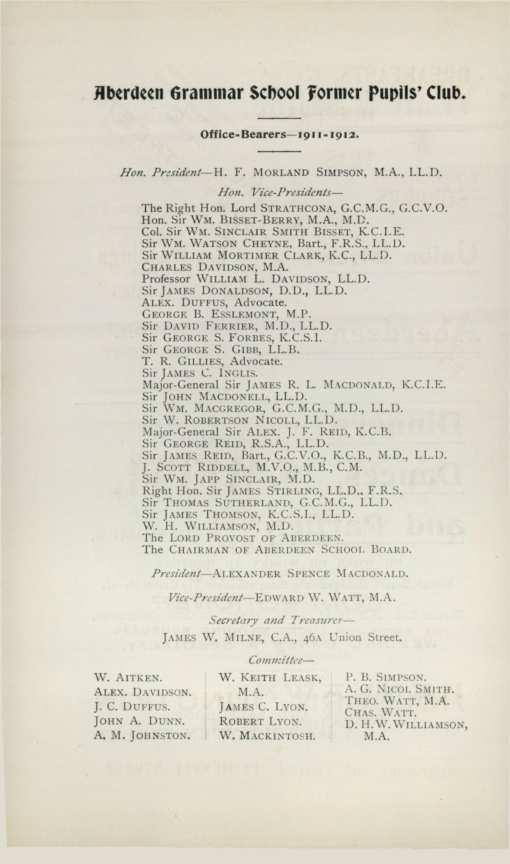 Aberdeen Grammar School Former Pupils' Club.
Office-Bearers—1911-1912.
Hon. President—H. F. MORLAND SIMPSON, M.A., LL.D.
Hon. Vice-Presidents—
The Right Hon. Lord STRATHCONA, G.C.M.G., G.C.V.O.
Hon. Sir WM. BISSET-BERRY, M.A., M.D.
Col. Sir WM. SINCLAIR SMITH BISSET, K.C.I.E.
Sir WM. WATSON CHEYNE, Bart., F.R.S., LL.D.
Sir WILLIAM MORTIMER CLARK, K.C., LL.D.
CHARLES DAVIDSON, M.A.
Professor WILLIAM L. DAVIDSON, LL.D.
Sir JAMES DONALDSON, D.D., LL.D.
ALEX. DUFFUS, Advocate.
GEORGE B. ESSLEMONT, M.P.
Sir DAVID FERRIER, M.D., LL.D.
Sir GEORGE S. FORBES, K.C.S.I.
Sir GEORGE S. GIBB, LL.B.
T. R. GILLIES, Advocate.
Sir JAMES C. INGLIS.
Major-General Sir JAMES R. L. MACDONALD, K.C.I.E.
Sir JOHN MACDONELL, LL.D.
Sir WM. MACGREGOR, G.C.M.G., M.D., LL.D.
Sir W. ROBERTSON NICOLL, LL.D.
Major-General Sir ALEX. J. F. REID, K.C.B.
Sir GEORGE REID, R.S.A., LL.D.
Sir JAMES REID, Bart., G.C.V.O., K.C.B., M.D., LL.D.
J. SCOTT RIDDELL, M.V.O., M.B., C.M.
Sir WM. JAPP SINCLAIR, M.D.
Right Hon. Sir JAMES STIRLING, LL.D., F.R.S.
Sir THOMAS SUTHERLAND, G.C.M.G., LL.D.
Sir JAMES THOMSON, K.C.S.I., LL.D.
W. H. WILLIAMSON, M.D.
The LORD PROVOST OF ABERDEEN.
The CHAIRMAN OF ABERDEEN SCHOOL BOARD.
President—ALEXANDER SPENCE MACDONALD.
Vice-President—EDWARD W. WATT, M.A.
Secretary and Treasurer—
JAMES W. MILNE, C.A., 46A Union Street.
Committee—
W. AITKEN.
ALEX. DAVIDSON.
J. C. DUFFUS.
JOHN A. DUNN.
A. M. JOHNSTON.
W. KEITH LEASK,
M.A.
JAMES C. LYON.
ROBERT LYON.
W. MACKINTOSH.
P. B. SIMPSON.
A. G. NICOL SMITH.
THEO. WATT, M.A.
CHAS. WATT.
D. H. W. WILLIAMSON,
M.A.